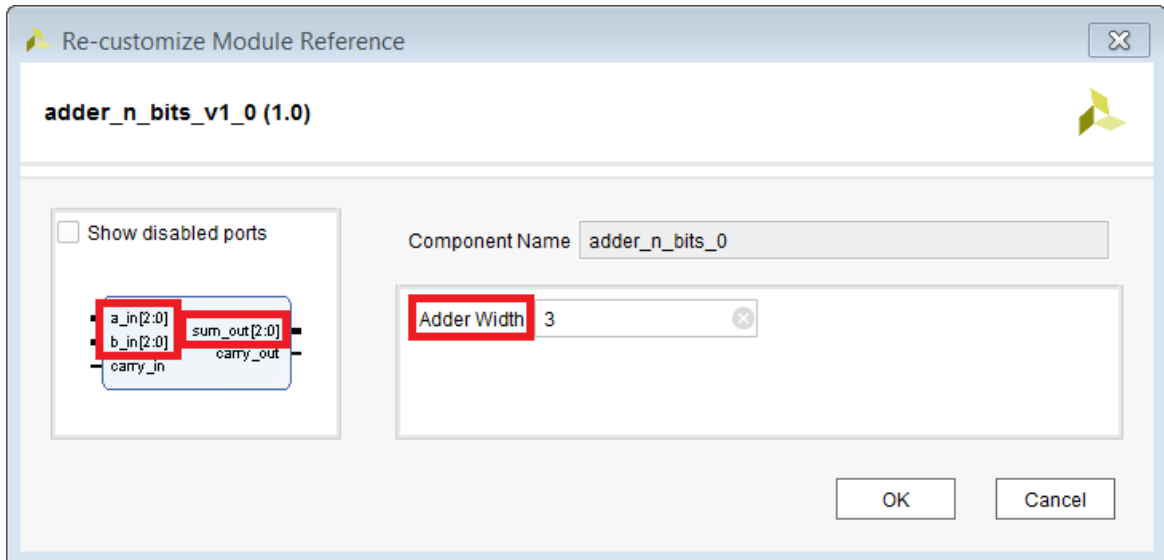 Re-customize Module Reference
adder_n_bits_v1_0 (1.0)
Show disabled ports
a_in[2:0]
b_in[2:0]
carry_in
sum_out[2:0]
carry_out
Component Name adder_n_bits_0
Adder Width 3
OK Cancel